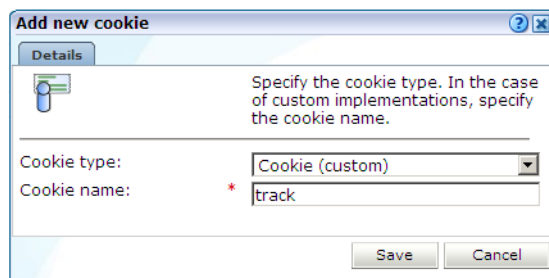 Add new cookie
Details
Specify the cookie type. In the case
of custom implementations, specify
the cookie name.
Cookie type: Cookie (custom)
Cookie name: * track
Save Cancel